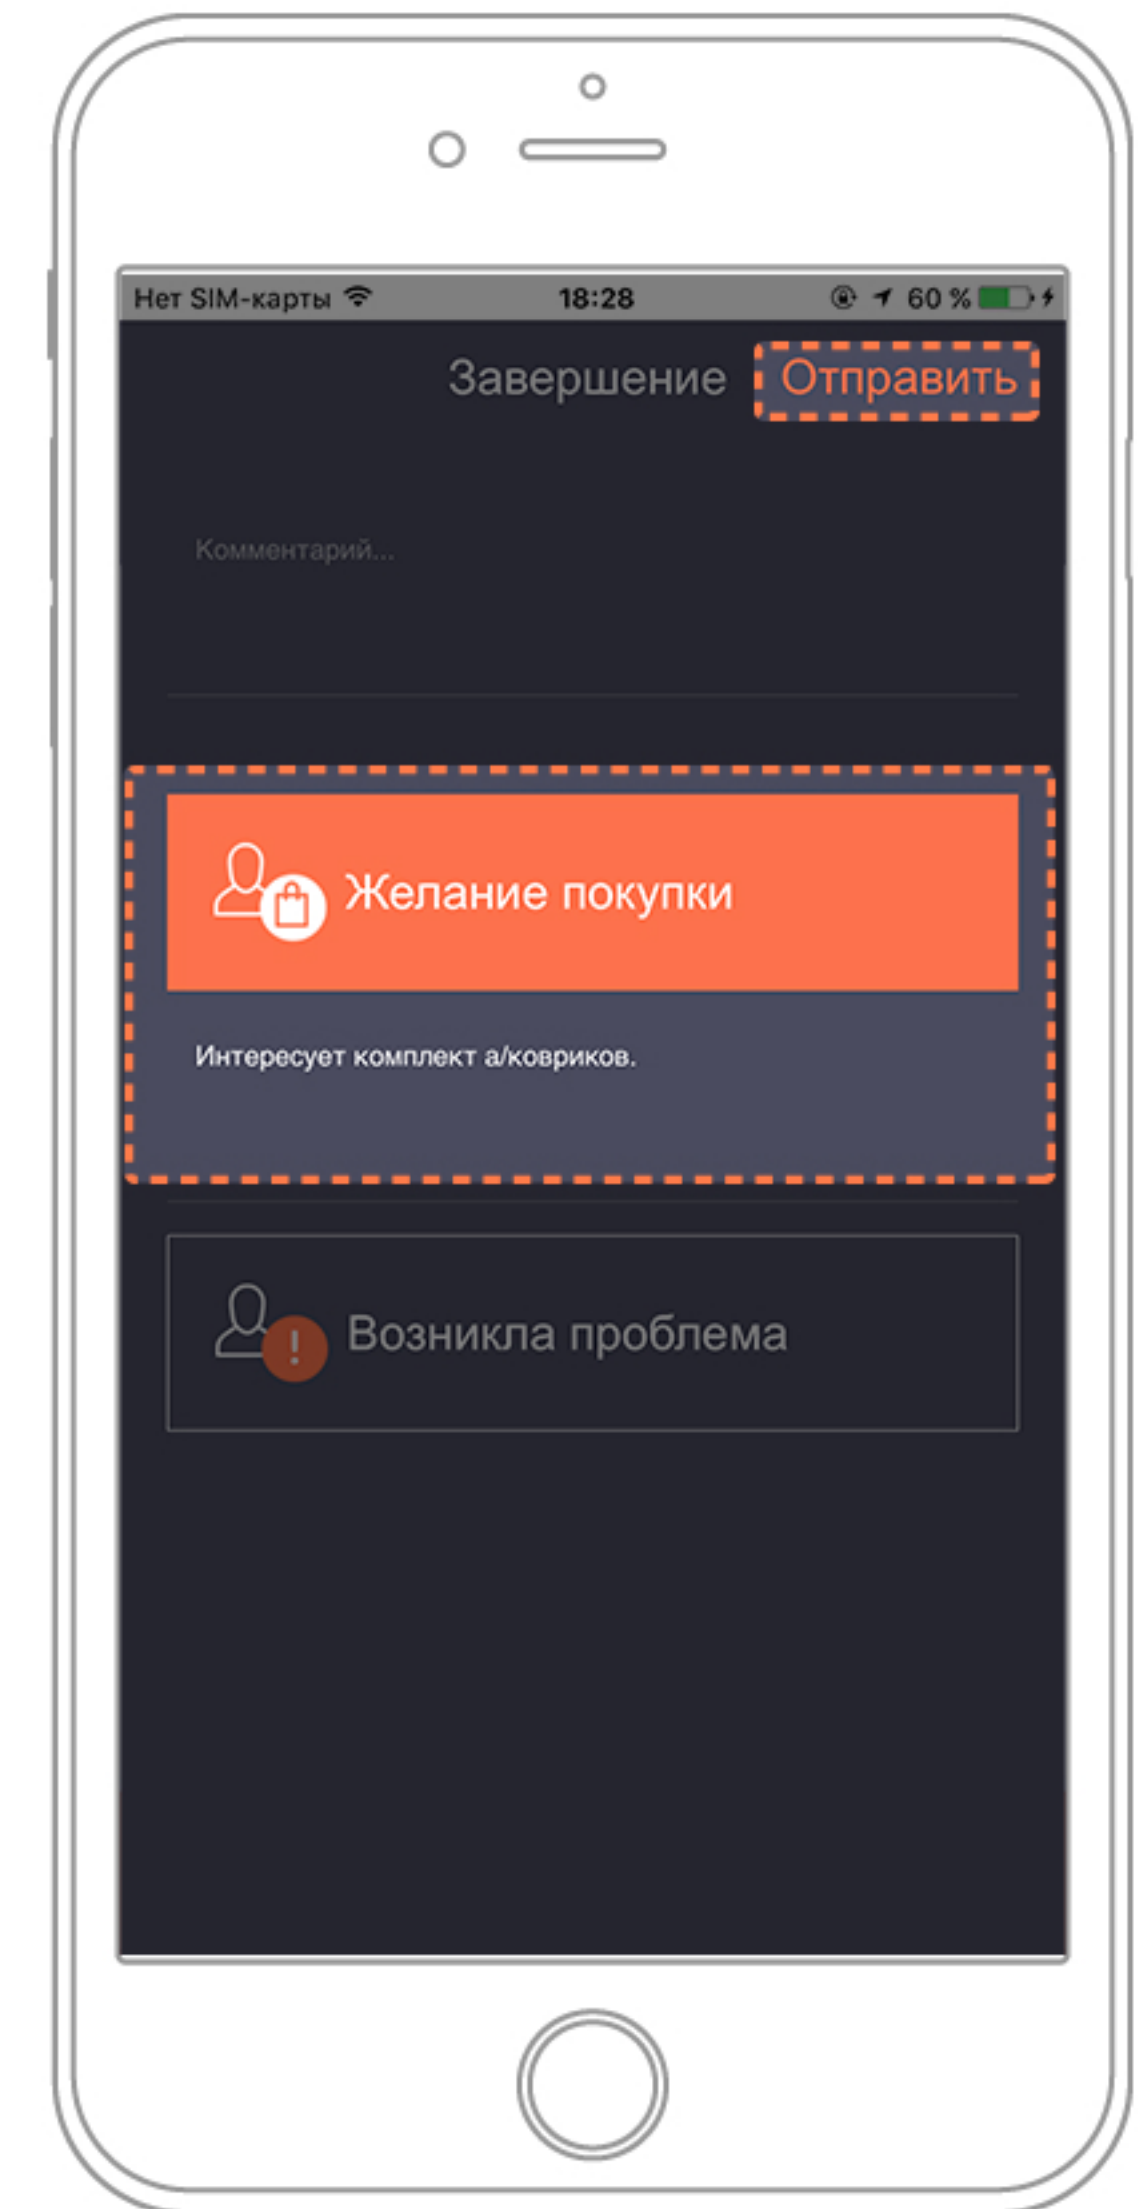 Нет SIM-карты 18:28 60 %
Завершение Отправить
Комментарий...
Желание покупки
Интересует комплект а/ковриков.
! Возникла проблема